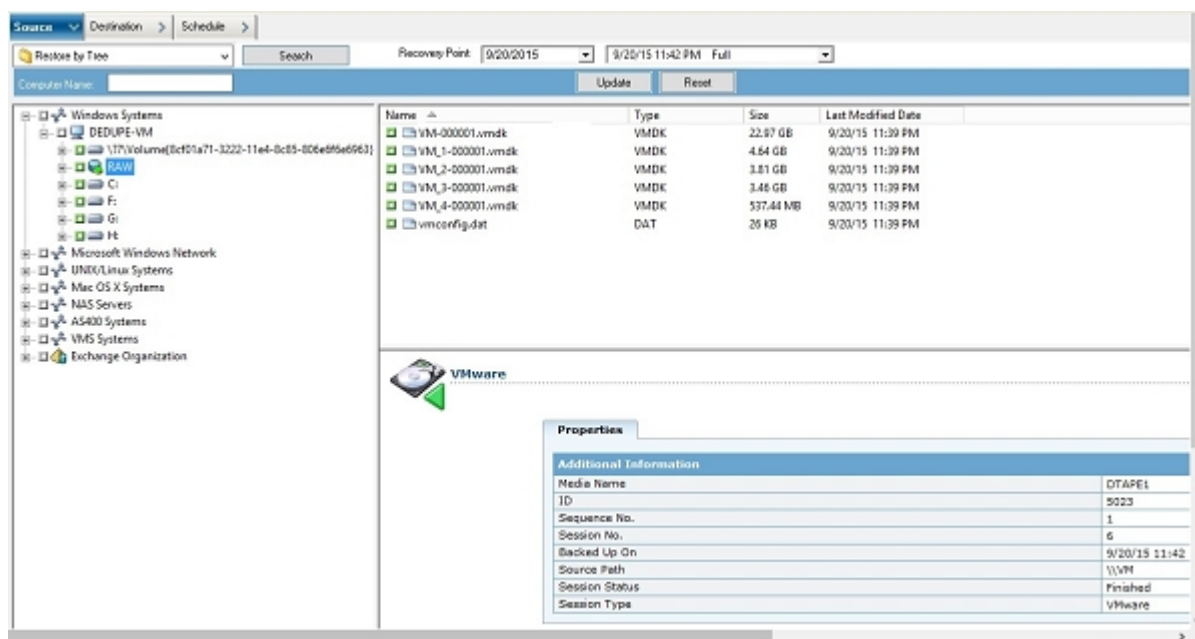 Source Destination > Schedule >
Restore by Tree Search Recovery Point: 9/20/2015 9/20/15 11:42 PM Full
Computer Name: Update Reset
Windows Systems
DEDUPE-VM
\\?\Volume{8cf01a71-3222-11e4-8c85-806e6f6e6963}
RAW
C:
F:
G:
H:
Microsoft Windows Network
UNIX/Linux Systems
Mac OS X Systems
NAS Servers
AS400 Systems
VMS Systems
Exchange Organization
Name Type Size Last Modified Date
VM-000001.vmdk VMDK 22.97 GB 9/20/15 11:39 PM
VM_1-000001.vmdk VMDK 4.64 GB 9/20/15 11:39 PM
VM_2-000001.vmdk VMDK 3.81 GB 9/20/15 11:39 PM
VM_3-000001.vmdk VMDK 3.46 GB 9/20/15 11:39 PM
VM_4-000001.vmdk VMDK 537.44 MB 9/20/15 11:39 PM
vmconfig.dat DAT 26 KB 9/20/15 11:39 PM
VMware
Properties
Additional Information
Media Name DTAPE1
ID 5023
Sequence No. 1
Session No. 6
Backed Up On 9/20/15 11:42
Source Path \\VM
Session Status Finished
Session Type VMware